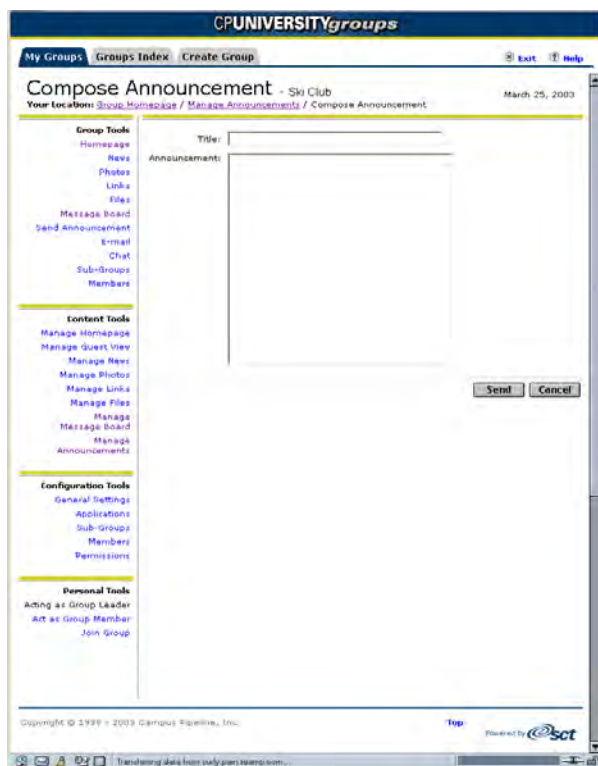 CPUNIVERSITYgroups
My Groups Groups Index Create Group Exit Help
Compose Announcement - Ski Club
March 25, 2003
Your Location: Group Homepage / Manage Announcements / Compose Announcement
Group Tools
Homepage
News
Photos
Links
Files
Message Board
Send Announcement
E-mail
Chat
Sub-Groups
Members
Title:
Announcement:
Send Cancel
Content Tools
Manage Homepage
Manage Guest View
Manage News
Manage Photos
Manage Links
Manage Files
Manage
Message Board
Manage
Announcements
Configuration Tools
General Settings
Applications
Sub-Groups
Members
Permissions
Personal Tools
Acting as Group Leader
Act as Group Member
Join Group
Copyright © 1998 - 2003 Campus Pipeline, Inc.
Top
Powered by sct
Transferring data from